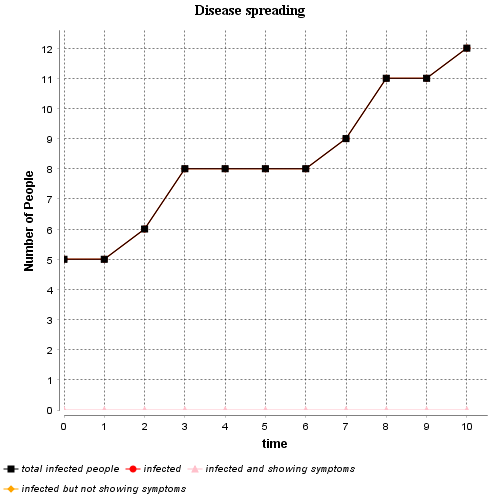 Disease spreading
12
11
10
9
8
7
6
5
4
3
2
1
0
Number of People
0 1 2 3 4 5 6 7 8 9 10
time
total infected people infected infected and showing symptoms
infected but not showing symptoms